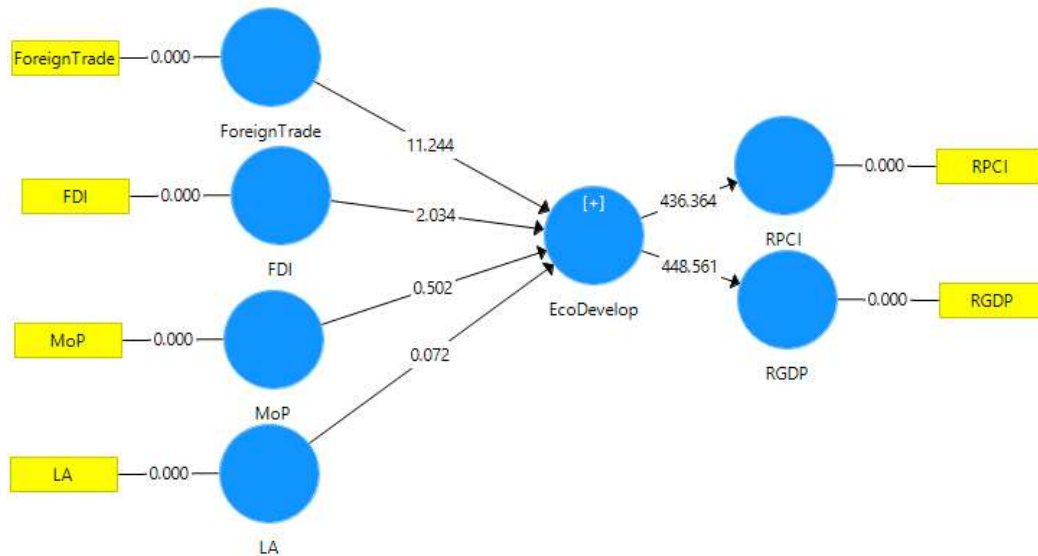 ForeignTrade
0.000
ForeignTrade
11.244
FDI
0.000
FDI
2.034
MoP
0.000
MoP
0.502
LA
0.000
LA
0.072
[+]
EcoDevelop
436.364
RPCI
0.000
RPCI
448.561
RGDP
0.000
RGDP